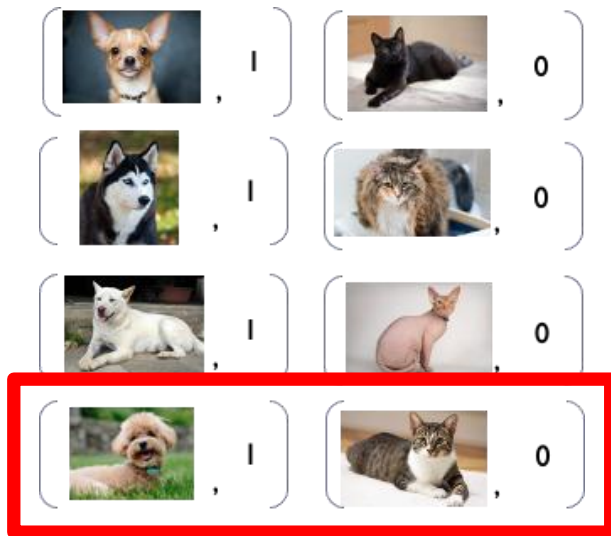 ( , 1 ) ( , 0 )
( , 1 ) ( , 0 )
( , 1 ) ( , 0 )
( , 1 ) ( , 0 )